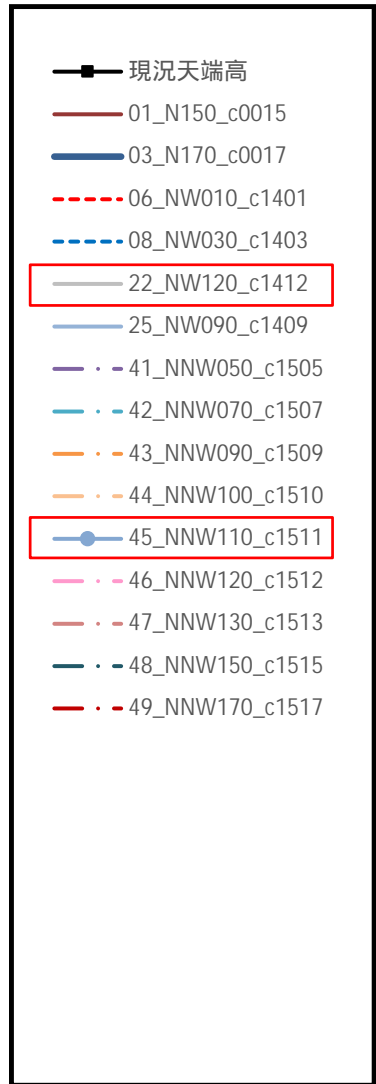 現況天端高
01_N150_c0015
03_N170_c0017
06_NW010_c1401
08_NW030_c1403
22_NW120_c1412
25_NW090_c1409
41_NNW050_c1505
42_NNW070_c1507
43_NNW090_c1509
44_NNW100_c1510
45_NNW110_c1511
46_NNW120_c1512
47_NNW130_c1513
48_NNW150_c1515
49_NNW170_c1517